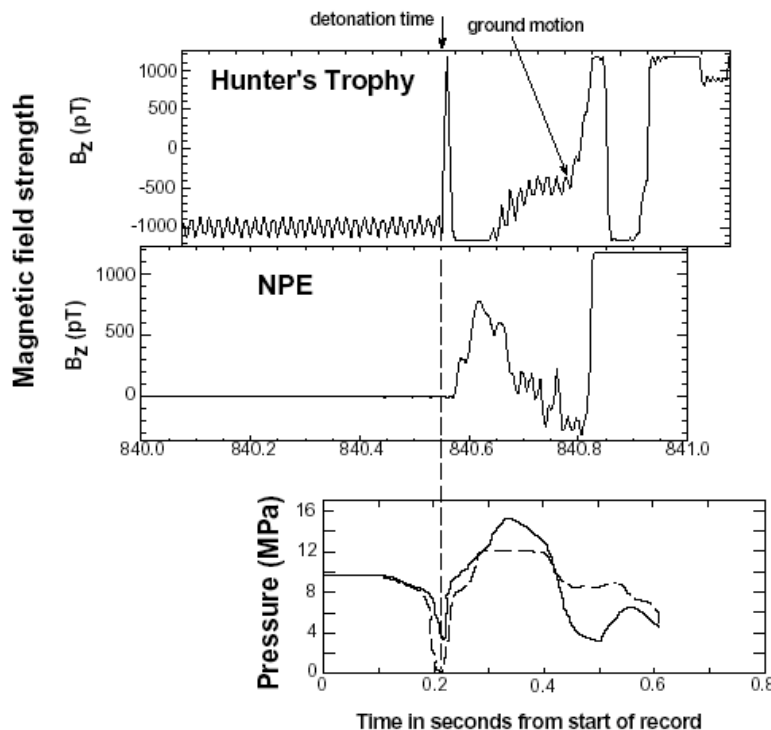 detonation time
ground motion
Hunter's Trophy
Magnetic field strength
Bz (pT)
1000
500
0
-500
-1000
NPE
Bz (pT)
1000
500
0
840.0 840.2 840.4 840.6 840.8 841.0
Pressure (MPa)
16
12
8
4
0
0 0.2 0.4 0.6 0.8
Time in seconds from start of record